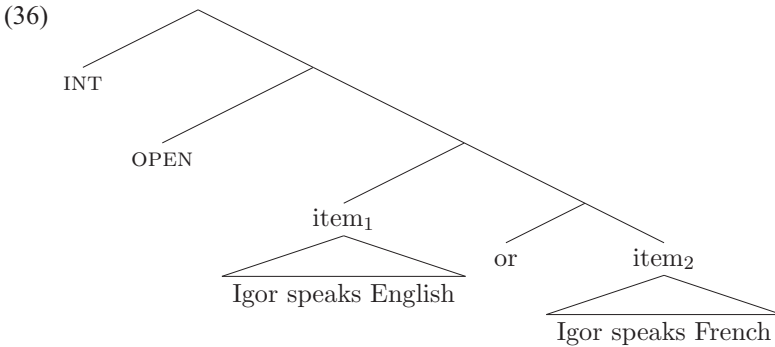 (36)
INT
OPEN
item₁
or item₂
Igor speaks English
Igor speaks French